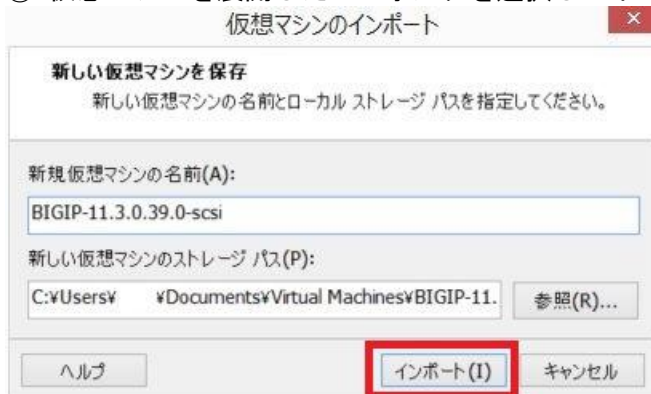 仮想マシンのインポート
新しい仮想マシンを保存
新しい仮想マシンの名前とローカル ストレージ パスを指定してください。
新規仮想マシンの名前(A):
BIGIP-11.3.0.39.0-scsi
新しい仮想マシンのストレージ パス(P):
C:¥Users¥ ¥Documents¥Virtual Machines¥BIGIP-11.
参照(R)...
ヘルプ
インポート(I)
キャンセル